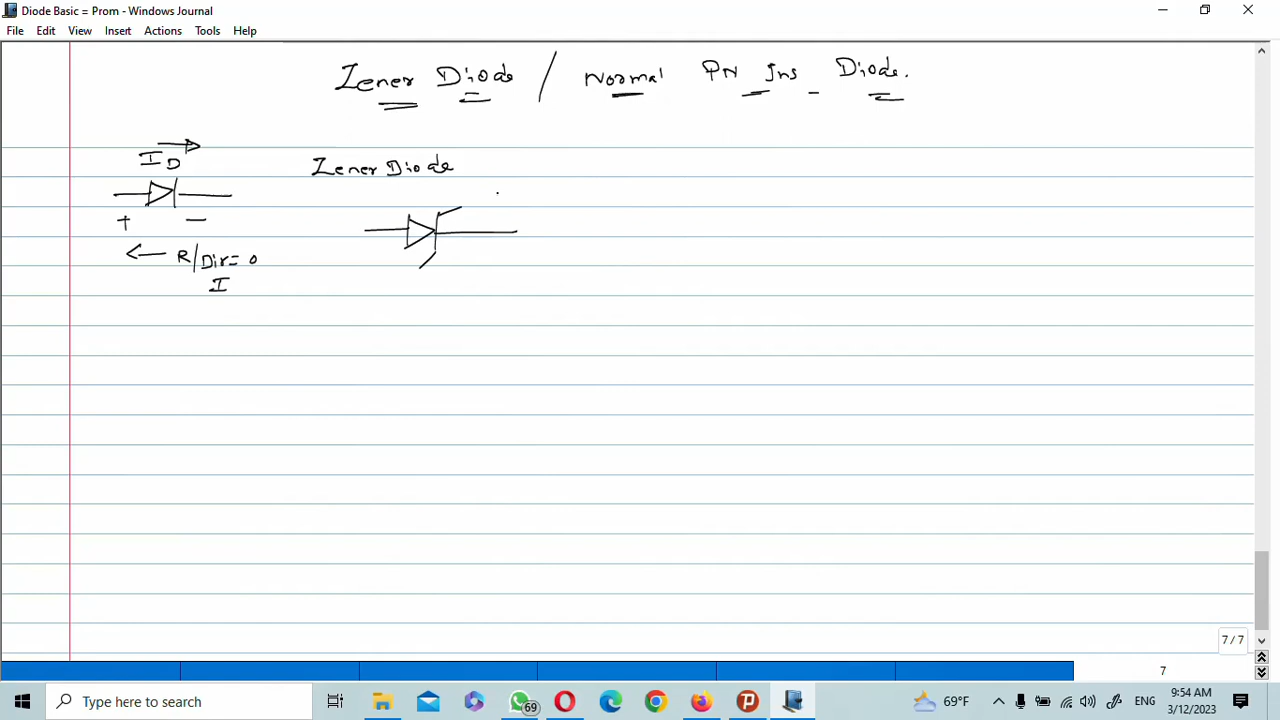 Diode Basic = Prom - Windows Journal
File Edit View Insert Actions Tools Help
Zener Diode / Normal PN Jns Diode.
I D
Zener Diode
+ −
R/Dir = 0
I
7 / 7
7
Type here to search
69
69°F
ENG
9:54 AM
3/12/2023